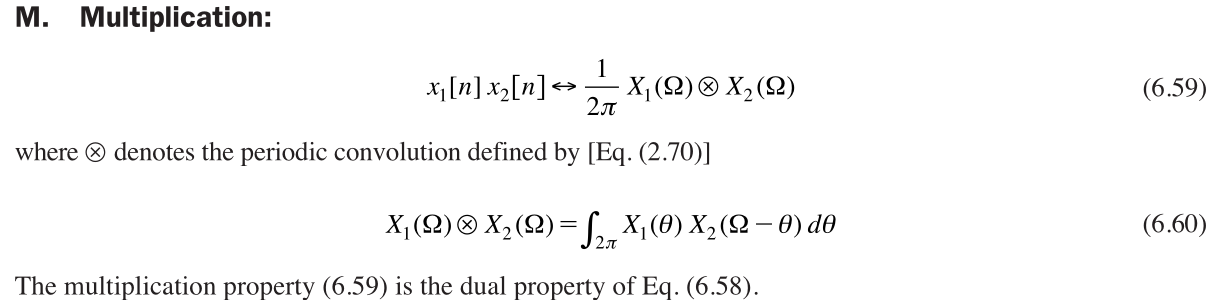 M. Multiplication:
x₁[n] x₂[n] ↔ 1/2π X₁(Ω) ⊗ X₂(Ω) (6.59)
where ⊗ denotes the periodic convolution defined by [Eq. (2.70)]
X₁(Ω) ⊗ X₂(Ω) = ∫₂π X₁(θ) X₂(Ω − θ) dθ (6.60)
The multiplication property (6.59) is the dual property of Eq. (6.58).